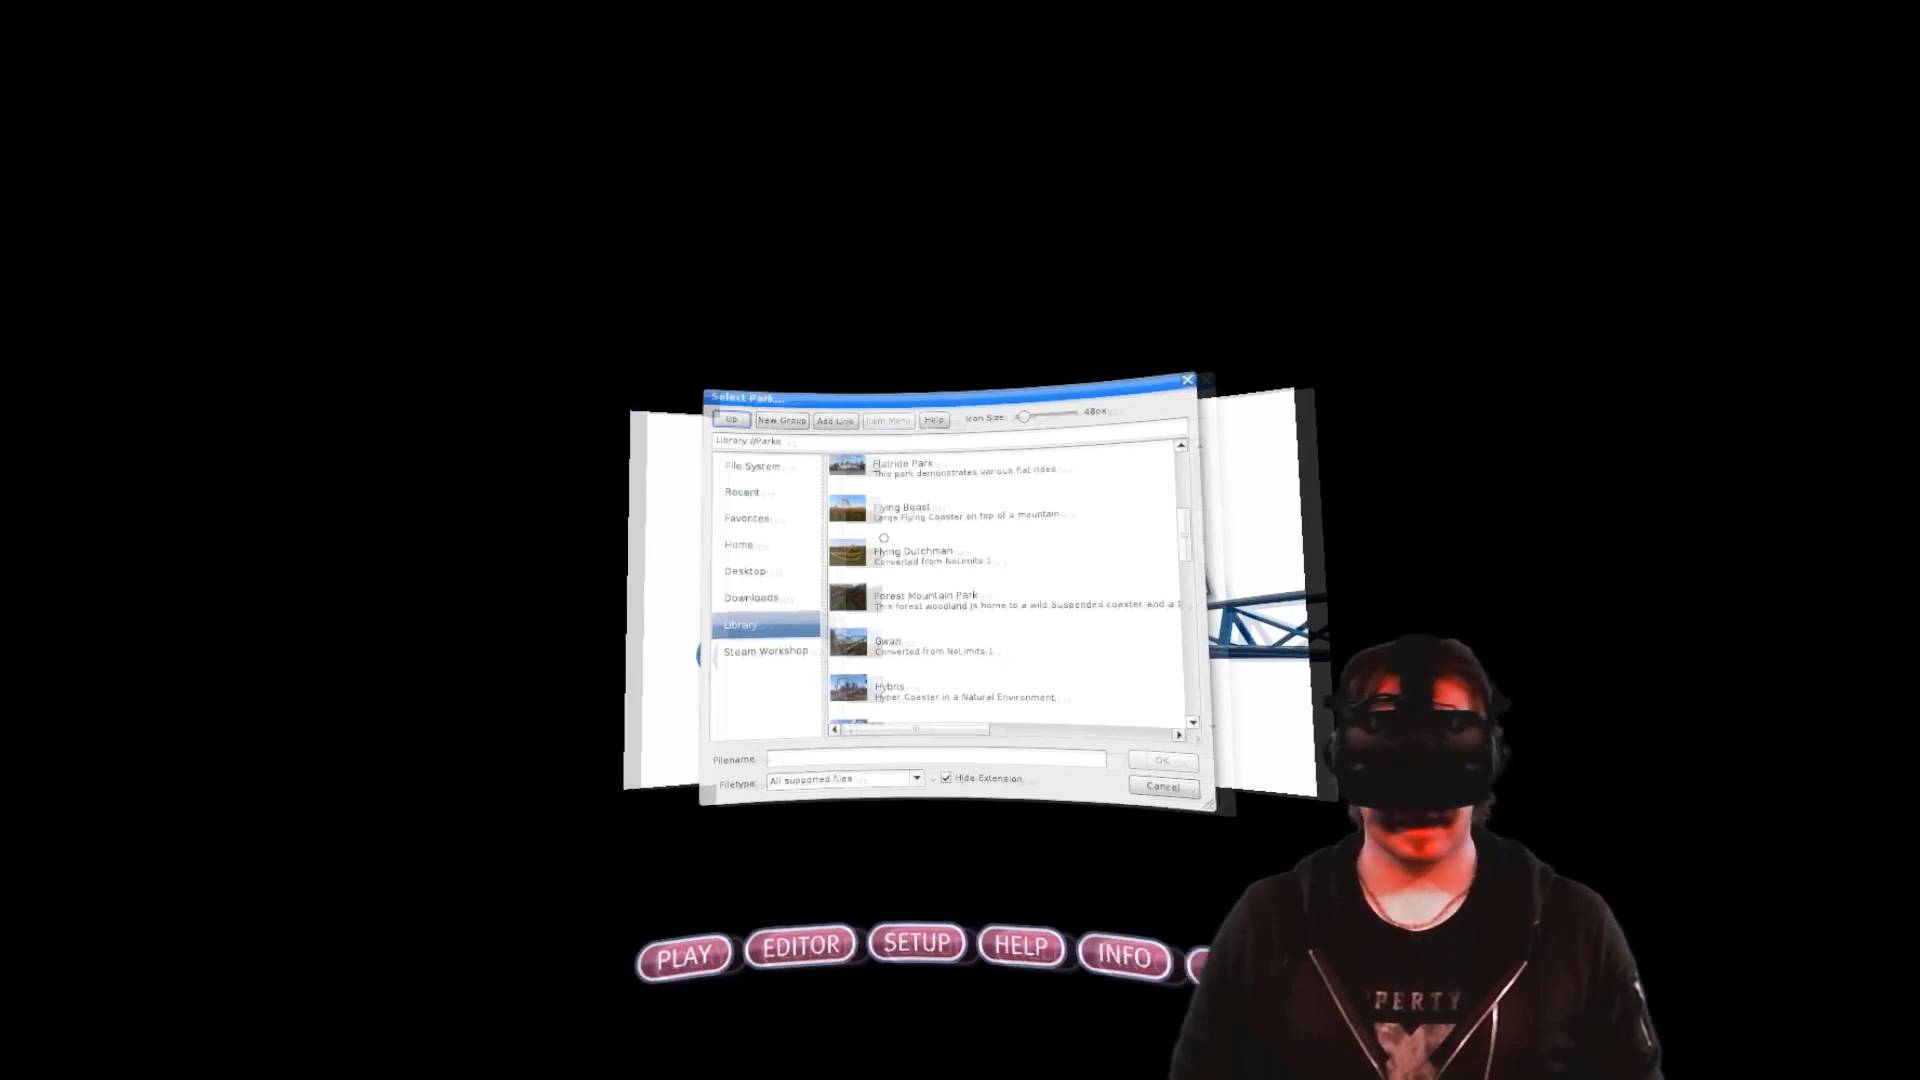 Select Park...
Up New Group Add Link Item Menu Help Icon Size: 48px
Library://Parks
File System
Recent
Favorites
Home
Desktop
Downloads
Library
Steam Workshop
Flatride Park
This park demonstrates various flat rides
Flying Beast
Large Flying Coaster on top of a mountain
Flying Dutchman
Converted from NoLimits 1
Forest Mountain Park
This forest woodland is home to a wild Suspended coaster and a
Gwazi
Converted from NoLimits 1
Hybris
Hyper Coaster in a Natural Environment.
Filename
OK
Filetype: All supported files Hide Extension
Cancel
PLAY EDITOR SETUP HELP INFO
PERTY